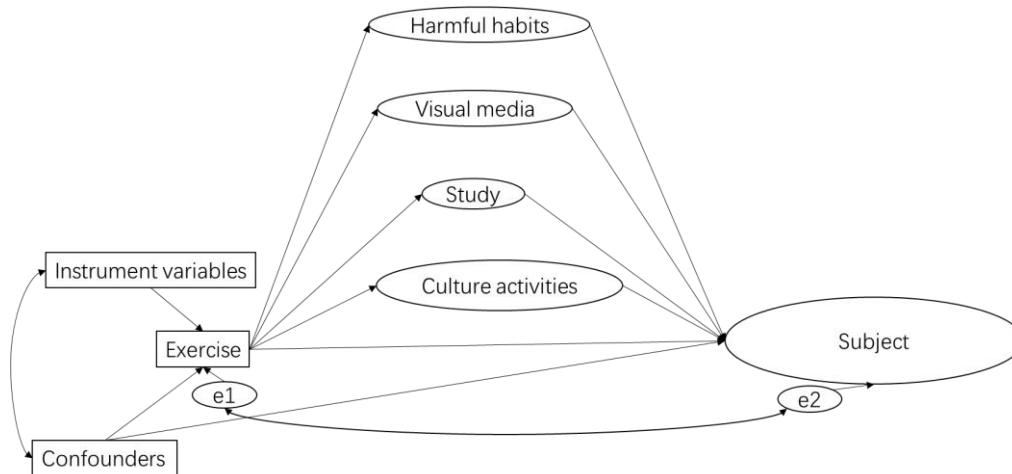 Harmful habits
Visual media
Study
Instrument variables
Culture activities
Exercise
Subject
e1
e2
Confounders